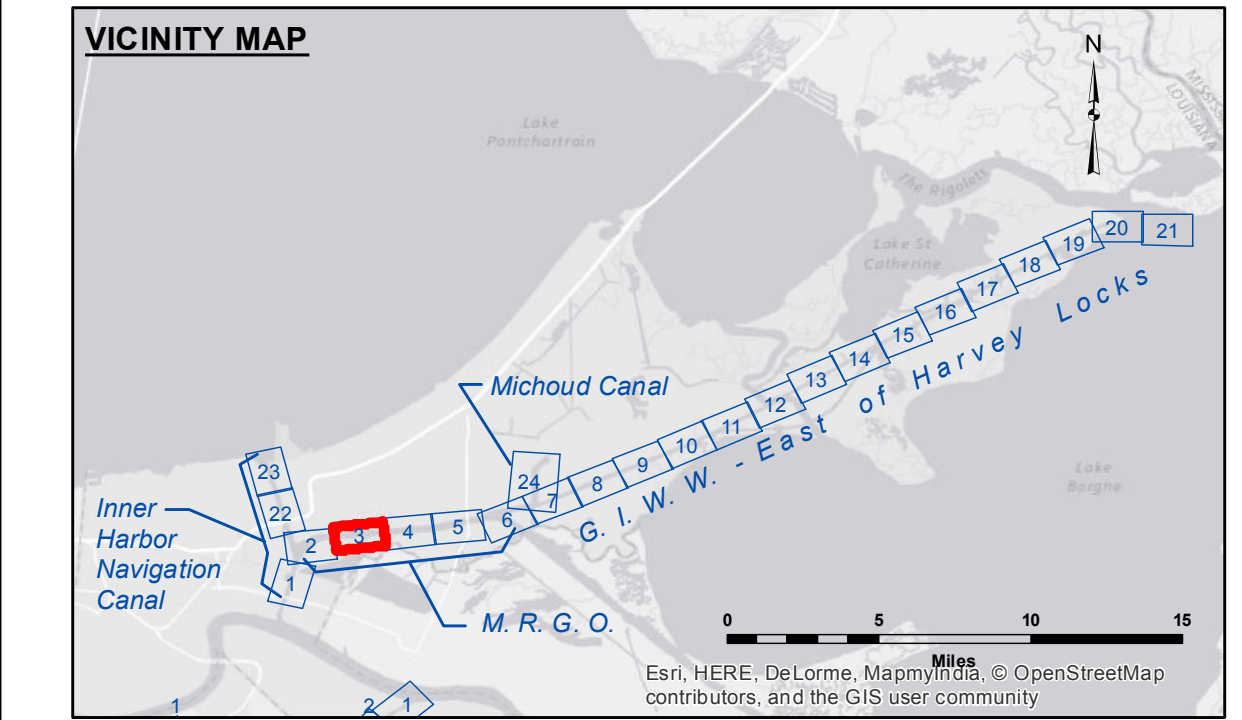 VICINITY MAP
N
MISSISS
LOUISIANA
Lake
Pontchartrain
The Rigolets
Lake St
Catherine
20
21
19
18
17
16
15
14
13
12
11
10
9
8
7
24
6
5
4
3
2
1
22
23
G. I. W. W. - East of Harvey Locks
Michoud Canal
Lake
Borgne
Inner
Harbor
Navigation
Canal
M. R. G. O.
0 5 10 15
Miles
Esri, HERE, DeLorme, MapmyIndia, © OpenStreetMap
contributors, and the GIS user community
1
2
1